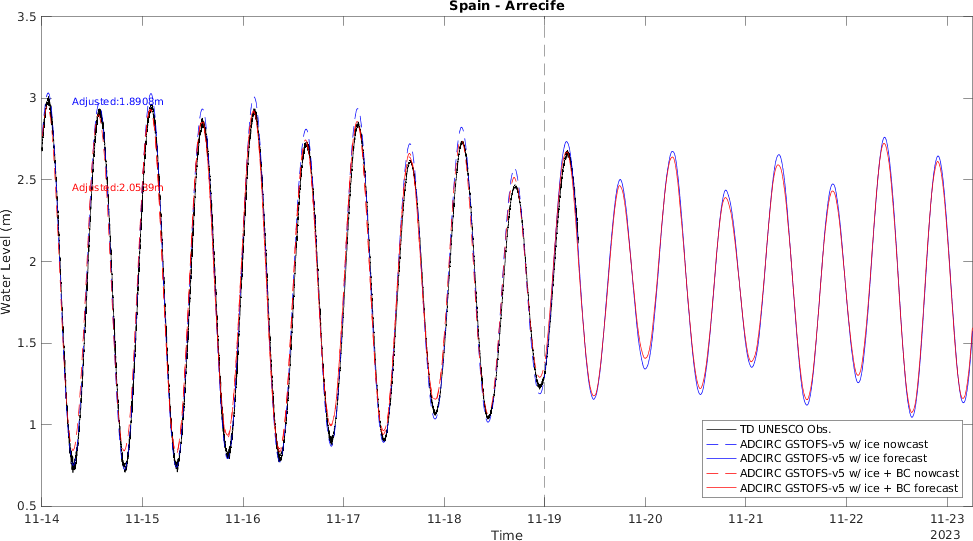 Spain - Arrecife
3.5
3
2.5
2
1.5
1
0.5
Water Level (m)
Adjusted:1.8908m
Adjusted:2.0539m
TD UNESCO Obs.
ADCIRC GSTOFS-v5 w/ ice nowcast
ADCIRC GSTOFS-v5 w/ ice forecast
ADCIRC GSTOFS-v5 w/ ice + BC nowcast
ADCIRC GSTOFS-v5 w/ ice + BC forecast
11-14 11-15 11-16 11-17 11-18 11-19 11-20 11-21 11-22 11-23
2023
Time